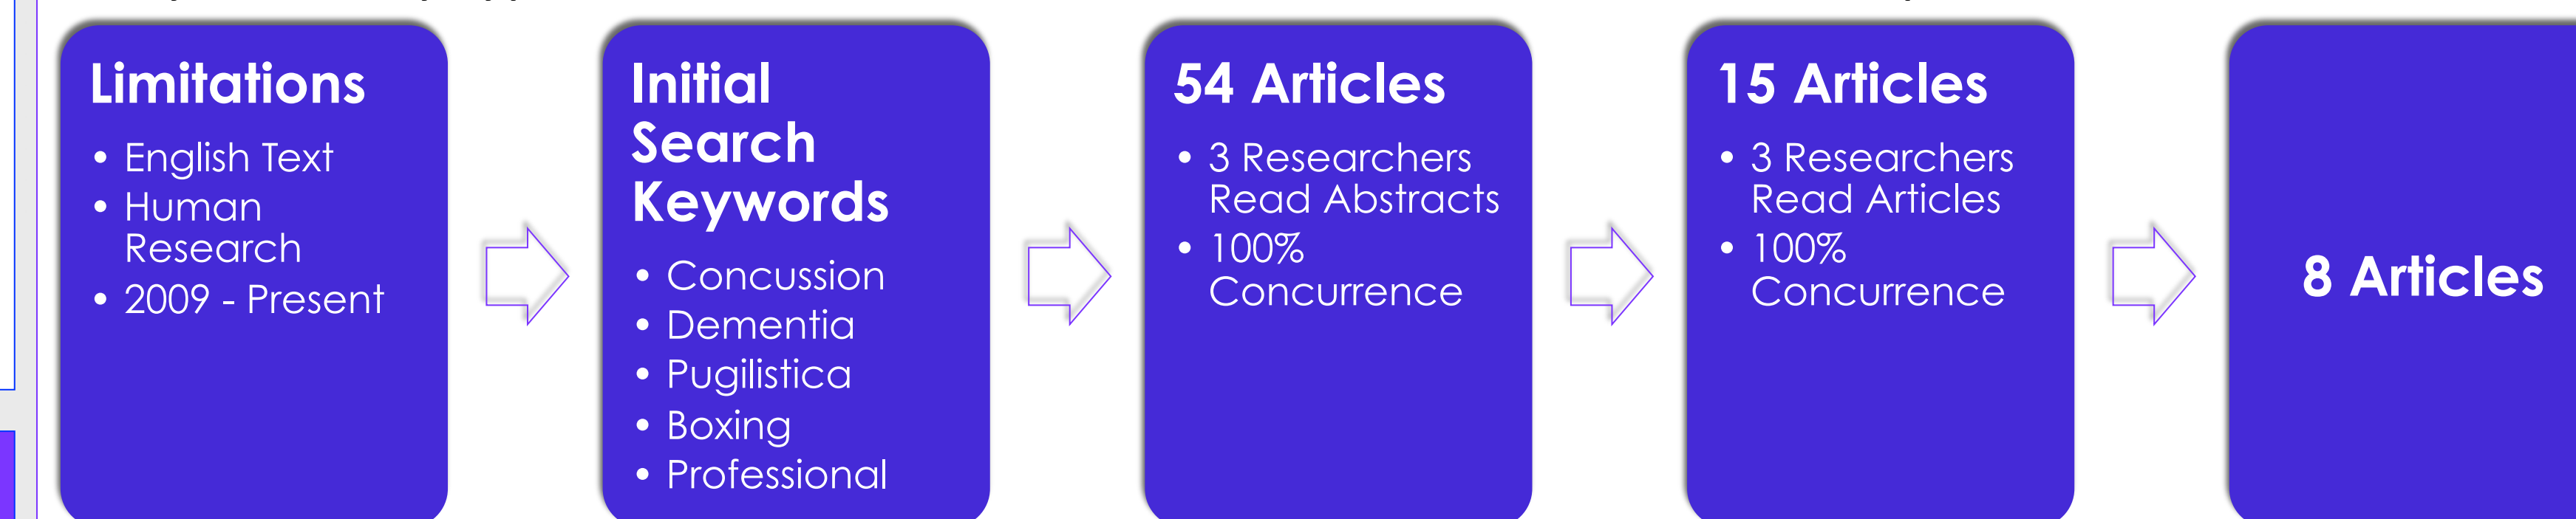 Limitations
• English Text
• Human
Research
• 2009 - Present
Initial
Search
Keywords
• Concussion
• Dementia
• Pugilistica
• Boxing
• Professional
54 Articles
• 3 Researchers
Read Abstracts
• 100%
Concurrence
15 Articles
• 3 Researchers
Read Articles
• 100%
Concurrence
8 Articles